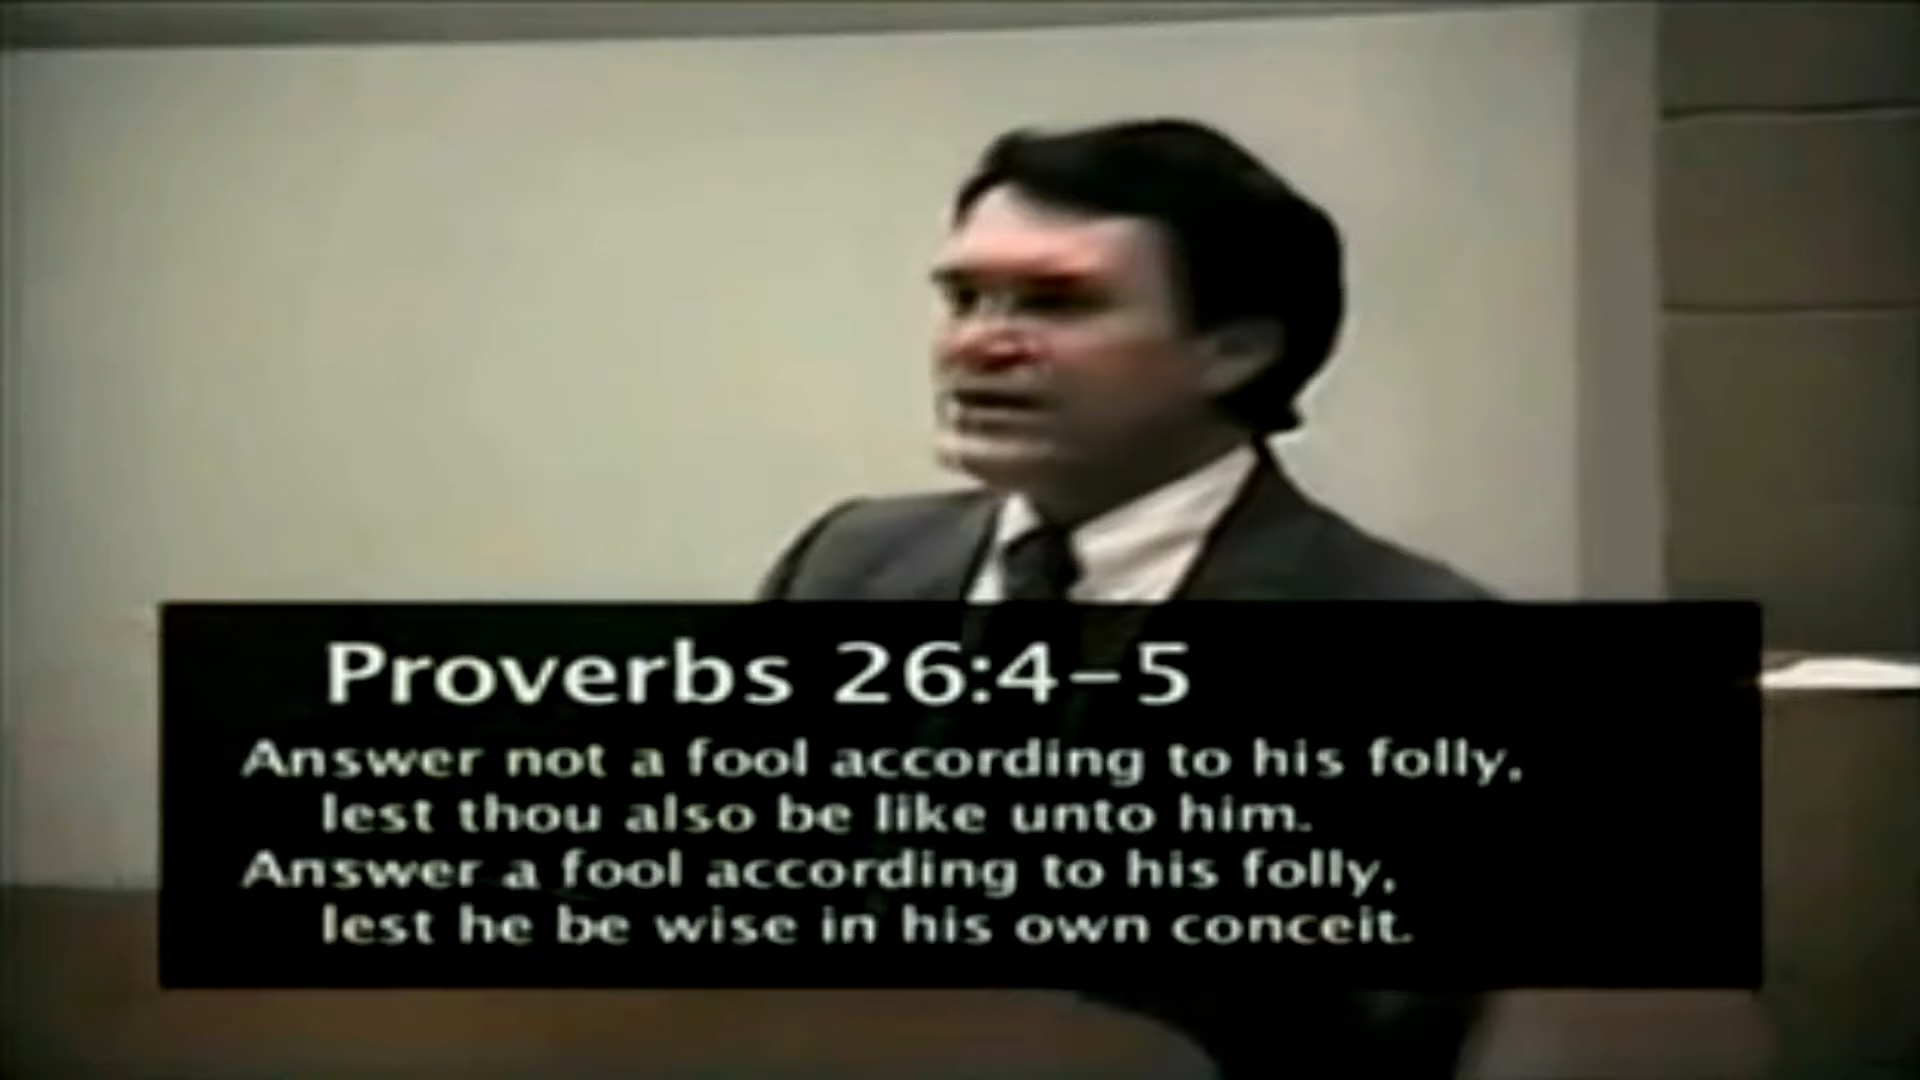 Proverbs 26:4-5
Answer not a fool according to his folly,
lest thou also be like unto him.
Answer a fool according to his folly,
lest he be wise in his own conceit.